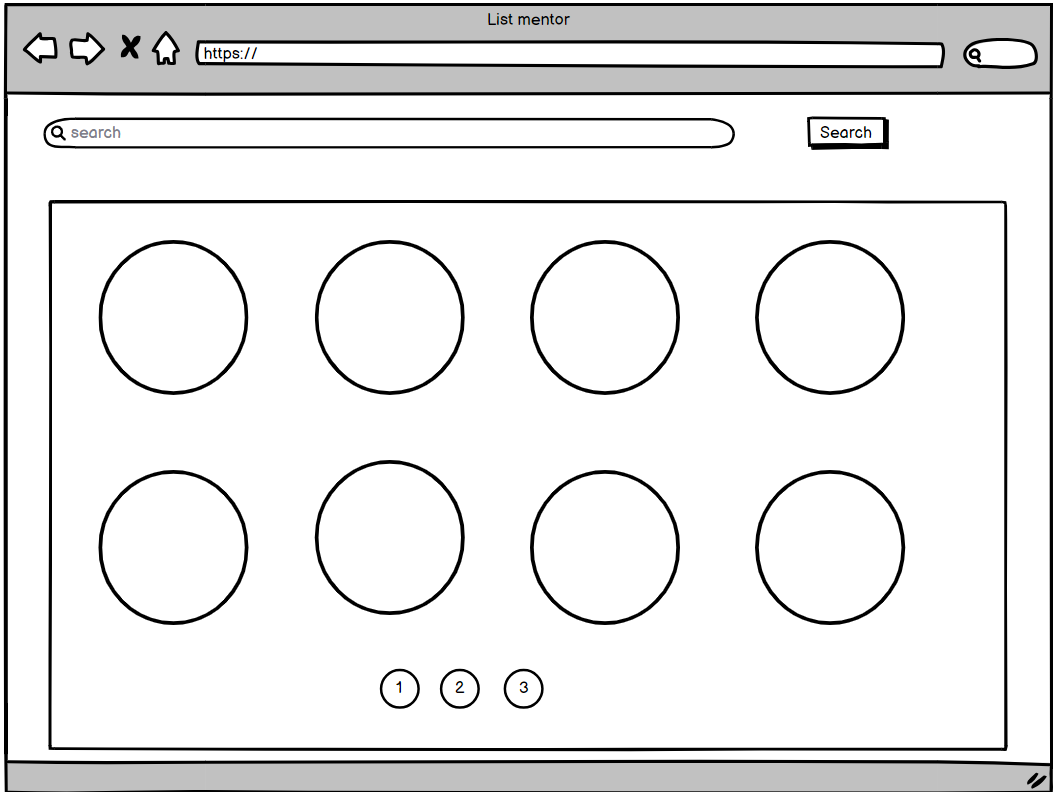 List mentor
https://
search
Search
1 2 3